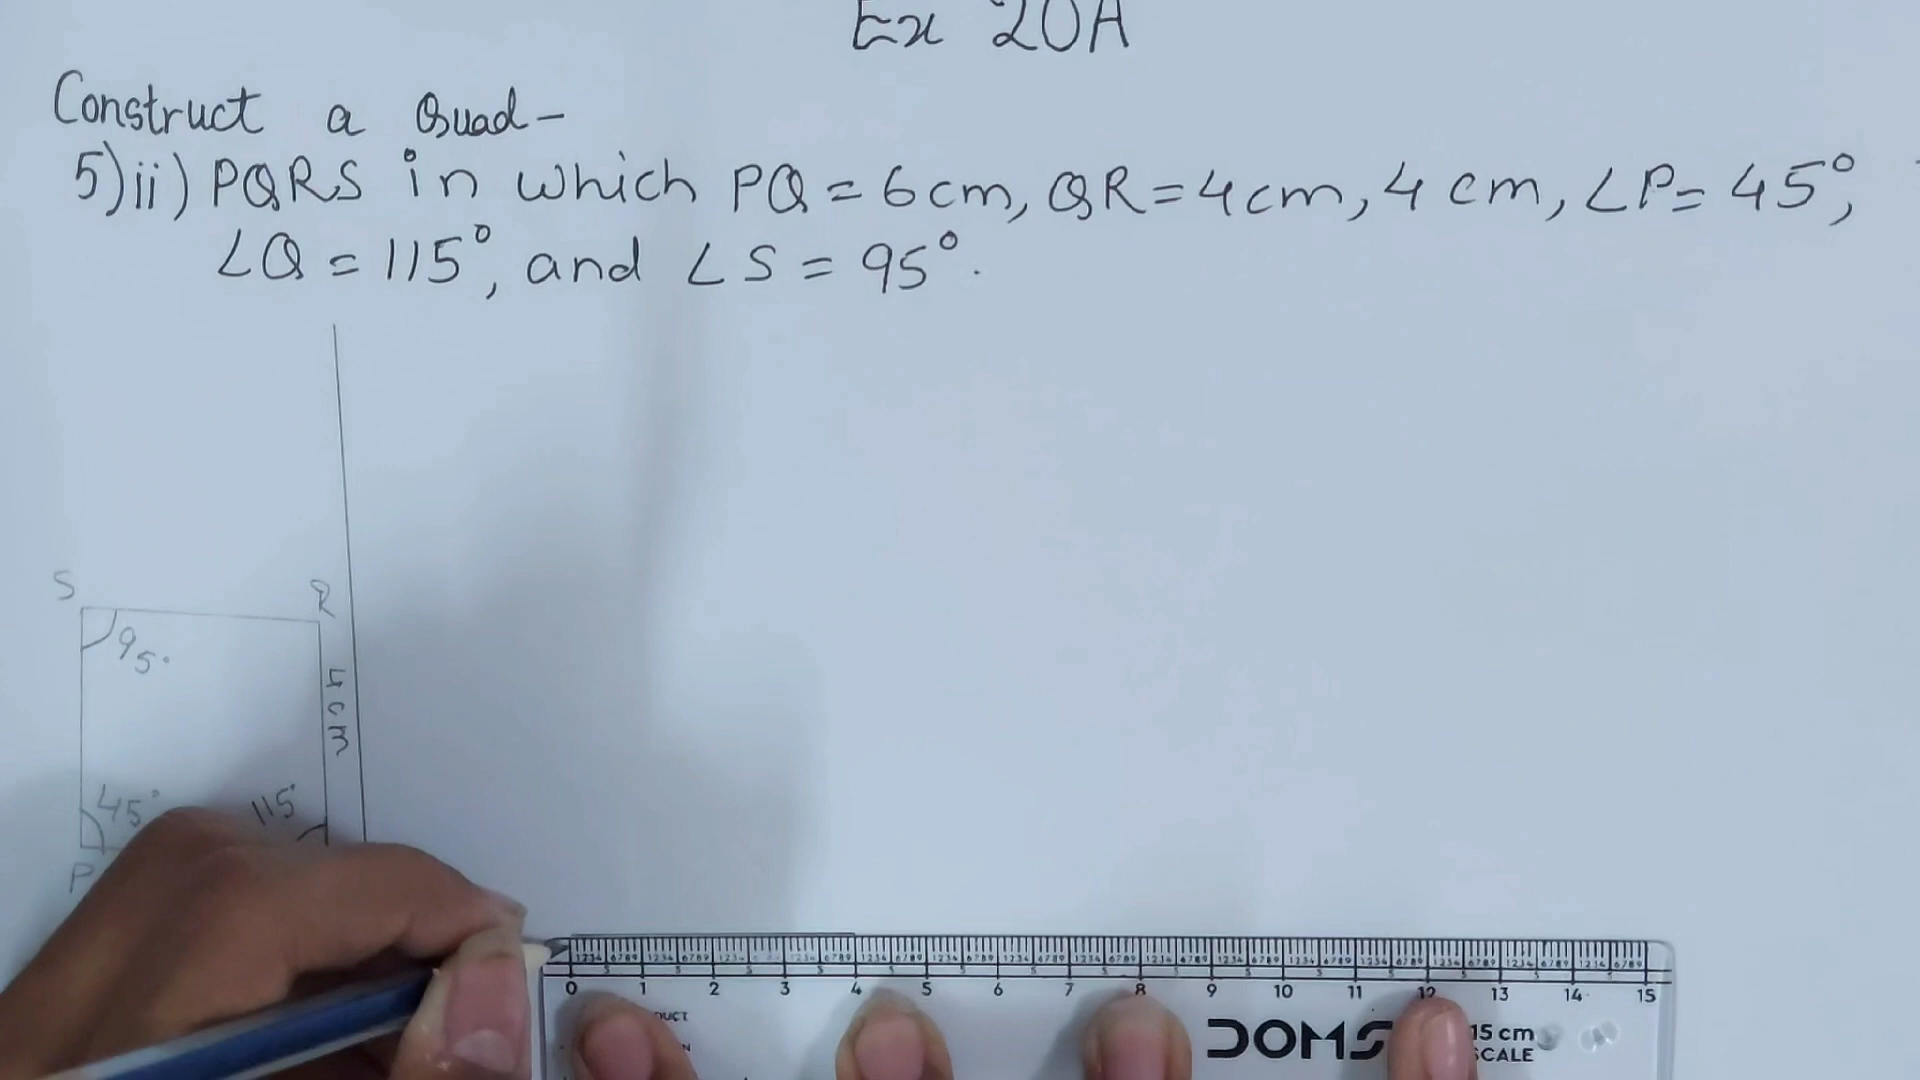 Ex 20A
Construct a Quad-
5)ii) PQRS in which PQ = 6cm, QR = 4cm, 4 cm, ∠P = 45°,
∠Q = 115°, and ∠S = 95°.
S
R
95°
4cm
45°
115°
P
0 1 2 3 4 5 6 7 8 9 10 11 12 13 14 15
DOMS
15 cm
SCALE